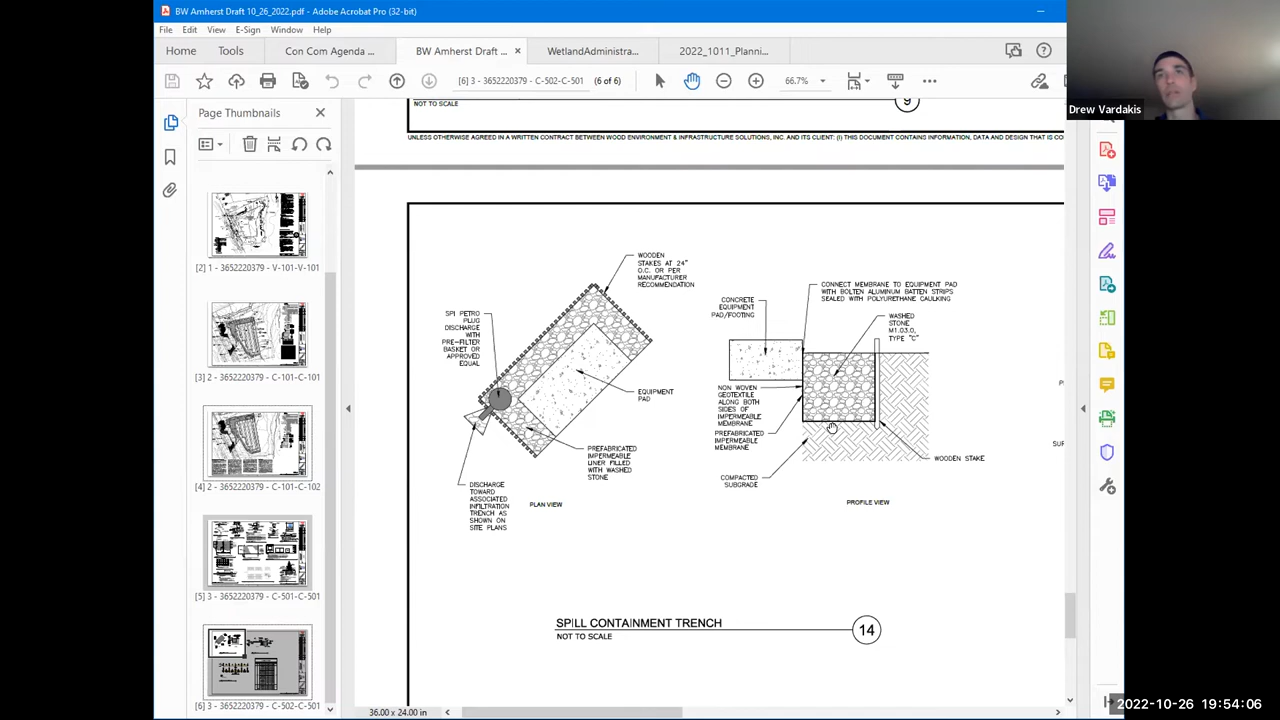 BW Amherst Draft 10_26_2022.pdf - Adobe Acrobat Pro (32-bit)
File Edit View E-Sign Window Help
Home Tools Con Com Agenda ... BW Amherst Draft ... × WetlandAdministra... 2022_1011_Planni...
[6] 3 - 3652220379 - C-502-C-501 (6 of 6) 66.7%
Drew Vardakis
Page Thumbnails
[2] 1 - 3652220379 - V-101-V-101
[3] 2 - 3652220379 - C-101-C-101
[4] 2 - 3652220379 - C-101-C-102
[5] 3 - 3652220379 - C-501-C-501
[6] 3 - 3652220379 - C-502-C-501
NOT TO SCALE
9
UNLESS OTHERWISE AGREED IN A WRITTEN CONTRACT BETWEEN WOOD ENVIRONMENT & INFRASTRUCTURE SOLUTIONS, INC. AND ITS CLIENT: (I) THIS DOCUMENT CONTAINS INFORMATION, DATA AND DESIGN THAT IS
WOODEN
STAKES AT 24"
O.C. OR PER
MANUFACTURER
RECOMMENDATION
SPI PETRO
PLUG
DISCHARGE
WITH
PRE-FILTER
BASKET OR
APPROVED
EQUAL
EQUIPMENT
PAD
PREFABRICATED
IMPERMEABLE
LINER FILLED
WITH WASHED
STONE
DISCHARGE
TOWARD
ASSOCIATED
INFILTRATION
TRENCH AS
SHOWN ON
SITE PLANS
PLAN VIEW
CONNECT MEMBRANE TO EQUIPMENT PAD
WITH BOLTEN ALUMINUM BATTEN STRIPS
SEALED WITH POLYURETHANE CAULKING
CONCRETE
EQUIPMENT
PAD/FOOTING
WASHED
STONE
M1.03.0,
TYPE "C"
NON WOVEN
GEOTEXTILE
ALONG BOTH
SIDES OF
IMPERMEABLE
MEMBRANE
PREFABRICATED
IMPERMEABLE
MEMBRANE
WOODEN STAKE
COMPACTED
SUBGRADE
PROFILE VIEW
SPILL CONTAINMENT TRENCH
NOT TO SCALE
14
36.00 x 24.00 in
2022-10-26 19:54:06